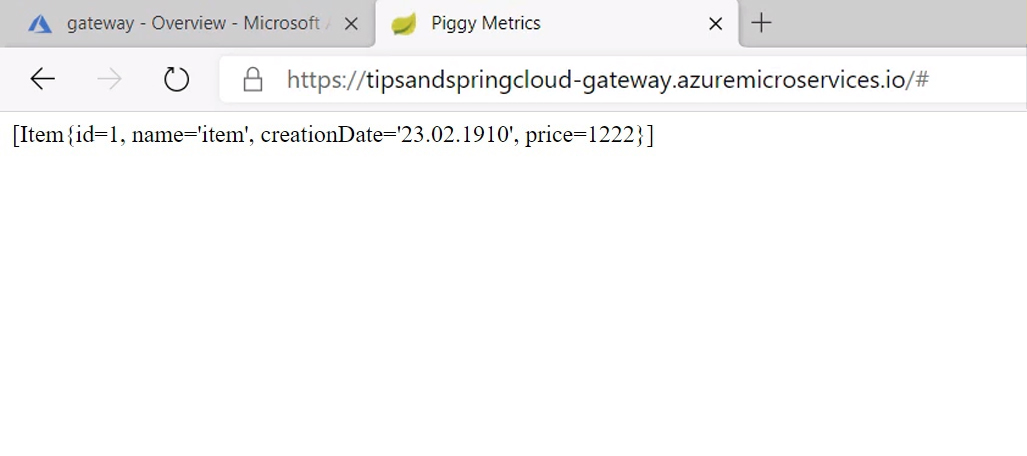 gateway - Overview - Microsoft
Piggy Metrics
https://tipsandspringcloud-gateway.azuremicroservices.io/#
[Item{id=1, name='item', creationDate='23.02.1910', price=1222}]